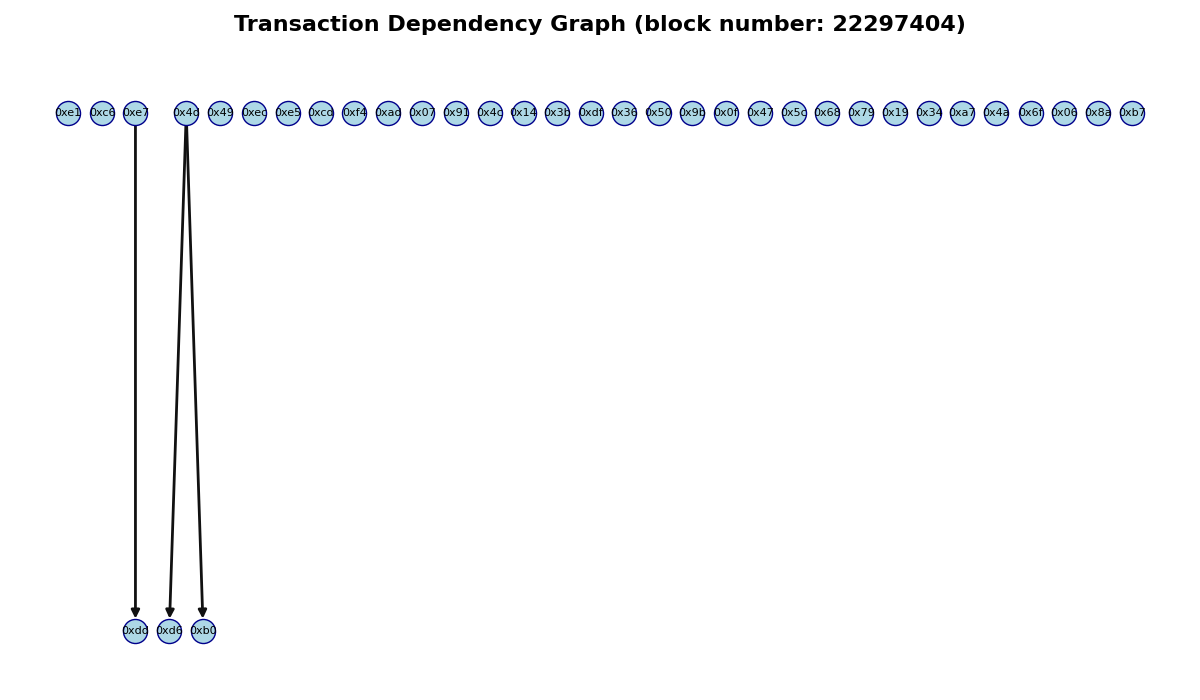 Transaction Dependency Graph (block number: 22297404)
0xe1 0xc6 0xe7 0x4d 0x49 0xec 0xe5 0xcd 0xf4 0xad 0x07 0x91 0x4c 0x14 0x3b 0xdf 0x36 0x50 0x9b 0x0f 0x47 0x5c 0x68 0x79 0x19 0x34 0xa7 0x4a 0x6f 0x06 0x8a 0xb7
0xdd 0xd6 0xb0